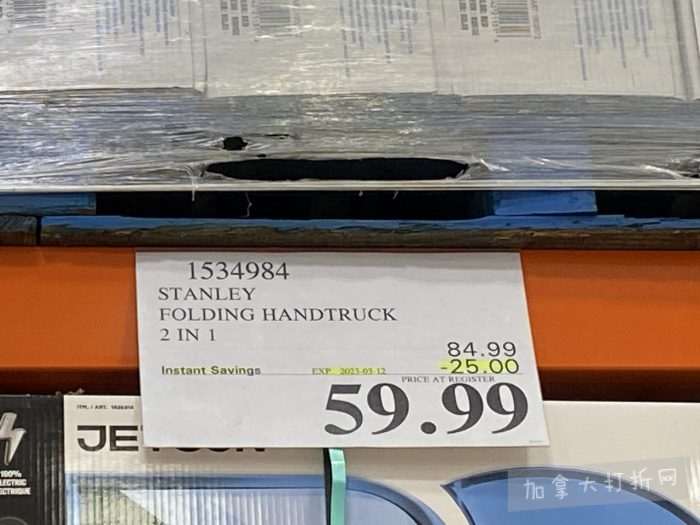 1534984
STANLEY
FOLDING HANDTRUCK
2 IN 1
84.99
Instant Savings EXP 2023-03-12 -25.00
PRICE AT REGISTER
59.99
100%
ELECTRIC
加拿大打折网